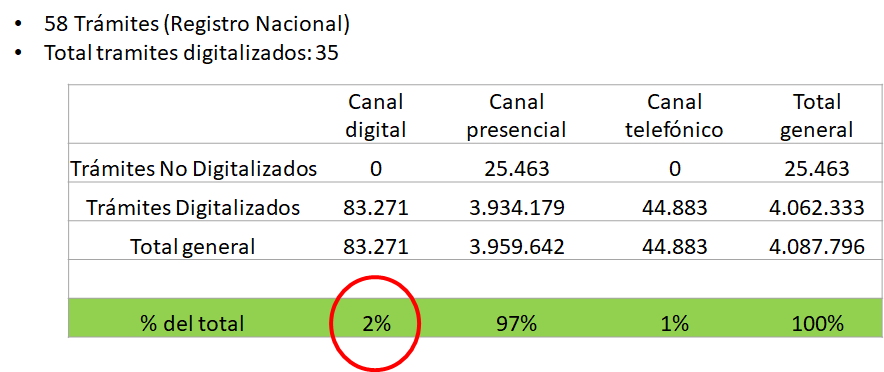 • 58 Trámites (Registro Nacional)
• Total tramites digitalizados: 35
Canal digital Canal presencial Canal telefónico Total general
Trámites No Digitalizados 0 25.463 0 25.463
Trámites Digitalizados 83.271 3.934.179 44.883 4.062.333
Total general 83.271 3.959.642 44.883 4.087.796
% del total 2% 97% 1% 100%